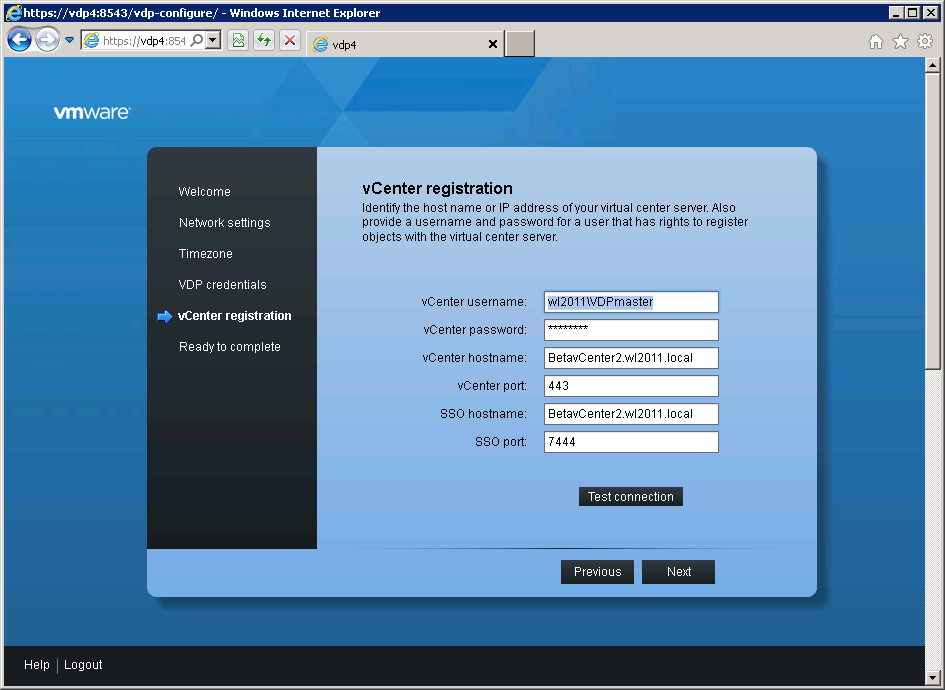 https://vdp4:8543/vdp-configure/ - Windows Internet Explorer
https://vdp4:854
vdp4
vmware
Welcome
Network settings
Timezone
VDP credentials
vCenter registration
Ready to complete
vCenter registration
Identify the host name or IP address of your virtual center server. Also
provide a username and password for a user that has rights to register
objects with the virtual center server.
vCenter username: wl2011\VDPmaster
vCenter password: ********
vCenter hostname: BetavCenter2.wl2011.local
vCenter port: 443
SSO hostname: BetavCenter2.wl2011.local
SSO port: 7444
Test connection
Previous Next
Help | Logout